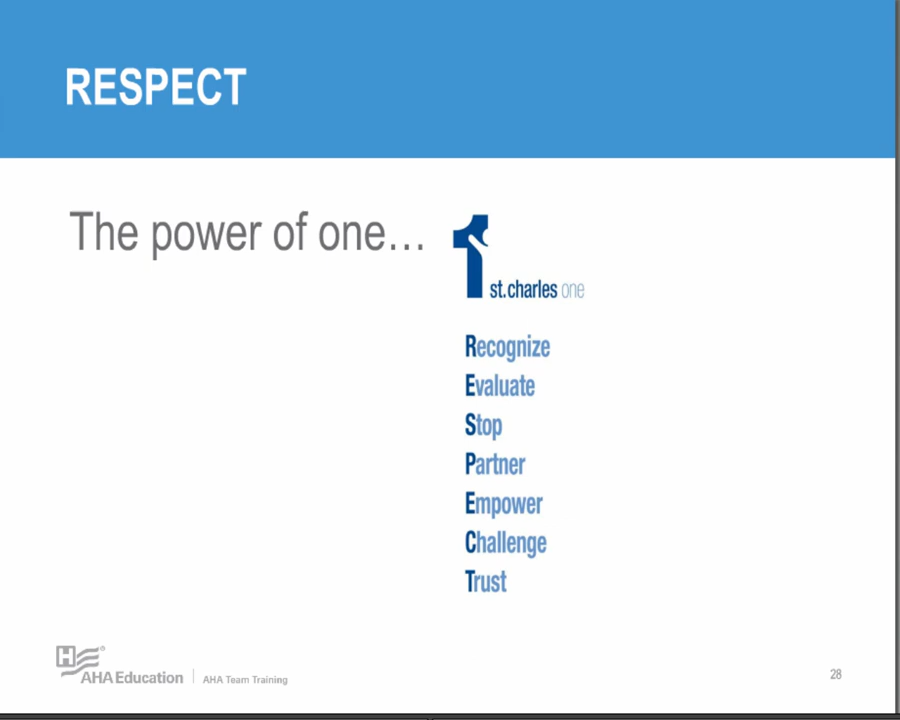 RESPECT
The power of one…
1
st.charles one
Recognize
Evaluate
Stop
Partner
Empower
Challenge
Trust
H
®
AHA Education | AHA Team Training
28